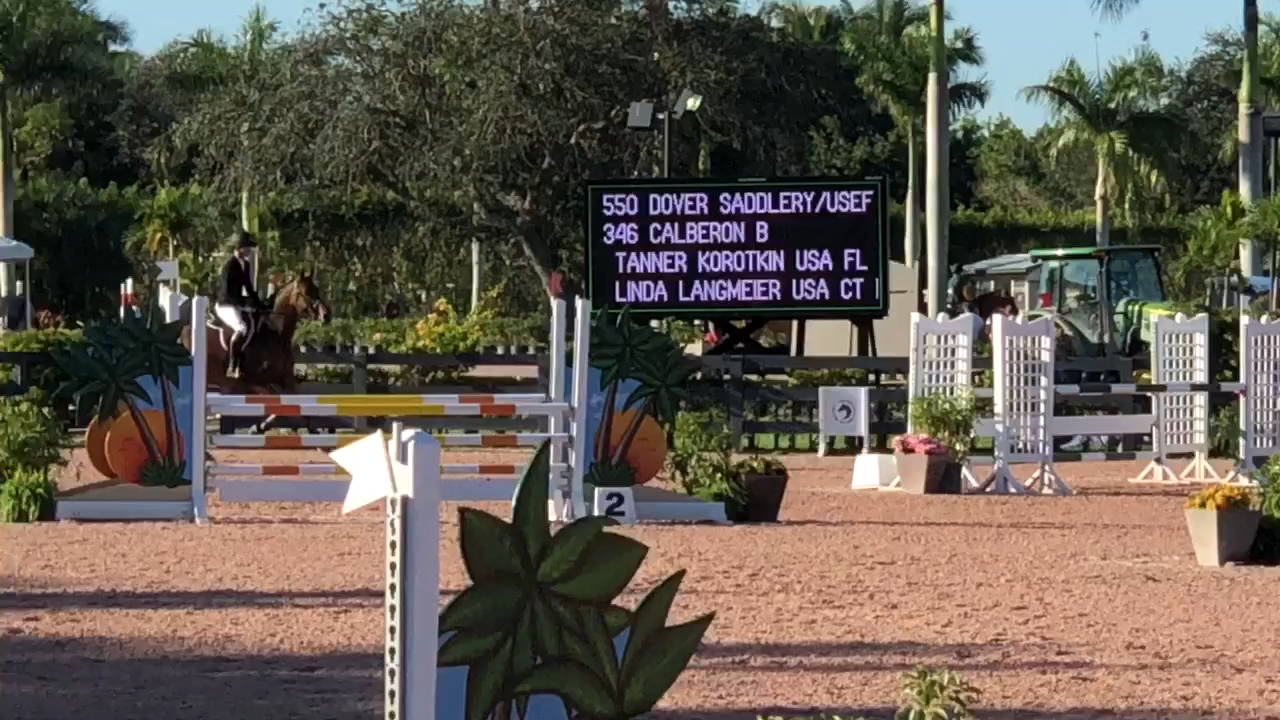 550 DOVER SADDLERY/USEF
346 CALBERON B
TANNER KOROTKIN USA FL
LINDA LANGMEIER USA CT
2